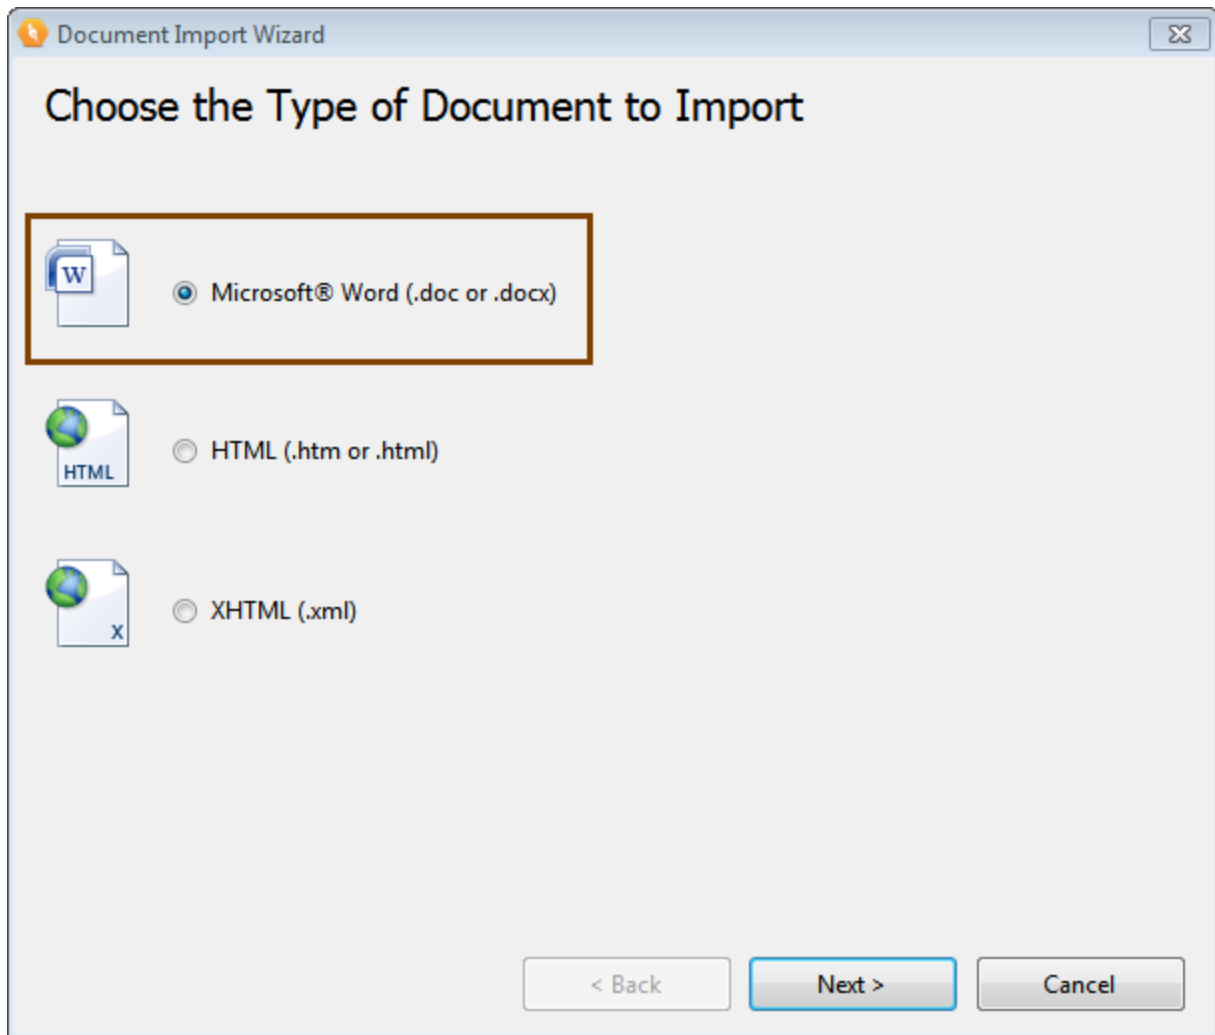 Document Import Wizard
Choose the Type of Document to Import
W
Microsoft® Word (.doc or .docx)
HTML
HTML (.htm or .html)
X
XHTML (.xml)
< Back
Next >
Cancel